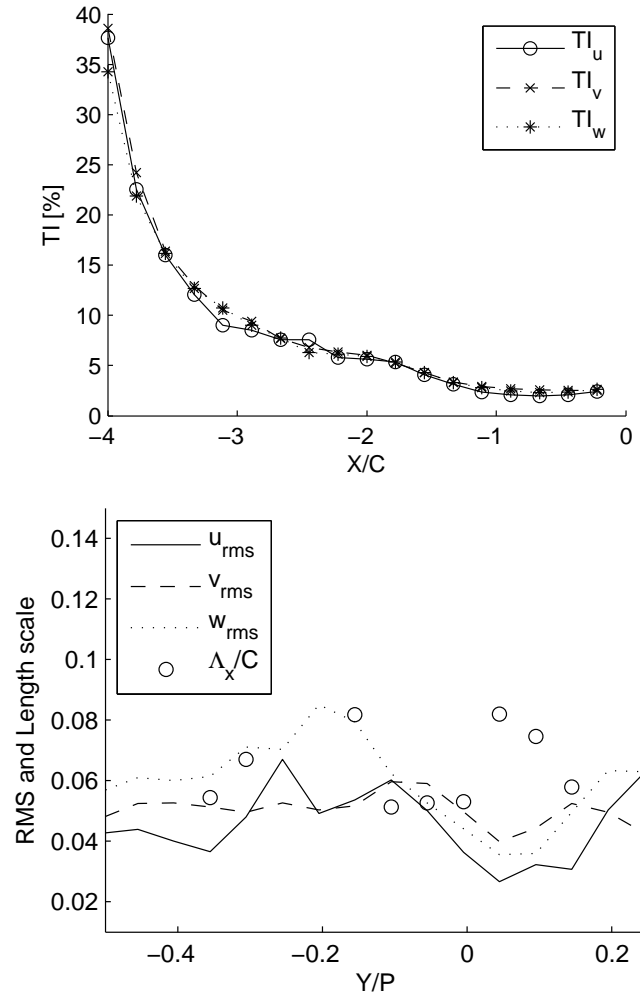 40
35
30
25
20
15
10
5
0
TI [%]
−4
−3
−2
−1
0
X/C
TI_u
TI_v
TI_w
0.14
0.12
0.1
0.08
0.06
0.04
0.02
RMS and Length scale
−0.4
−0.2
0
0.2
Y/P
u_rms
v_rms
w_rms
Λ_x/C